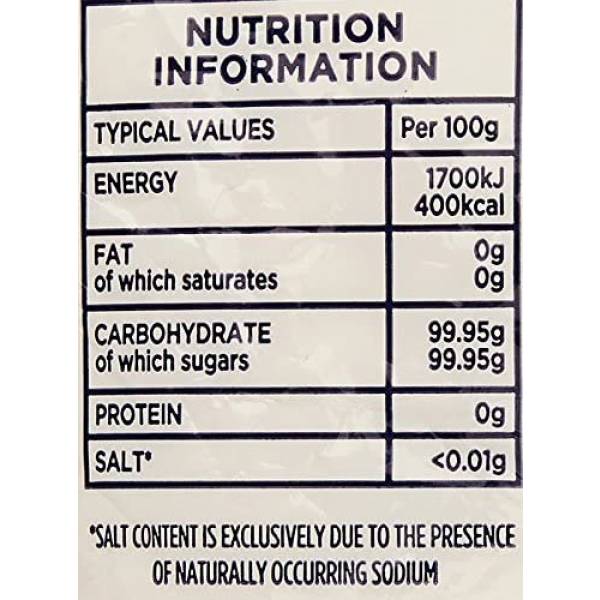 NUTRITION
INFORMATION
TYPICAL VALUES Per 100g
ENERGY 1700kJ
400kcal
FAT 0g
of which saturates 0g
CARBOHYDRATE 99.95g
of which sugars 99.95g
PROTEIN 0g
SALT* <0.01g
*SALT CONTENT IS EXCLUSIVELY DUE TO THE PRESENCE
OF NATURALLY OCCURRING SODIUM